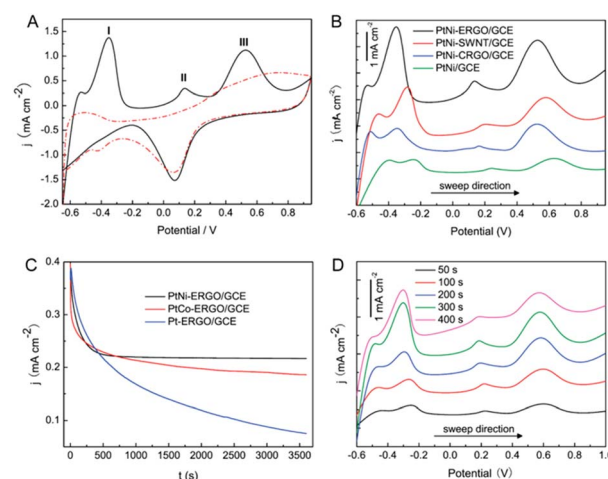 A
I
II
III
1.5
1.0
0.5
0.0
0.5
1.0
1.5
2.0
j (mA cm-2)
-0.6 -0.4 -0.2 0.0 0.2 0.4 0.6 0.8
Potential / V
B
1 mA cm-2
PtNi-ERGO/GCE
PtNi-SWNT/GCE
PtNi-CRGO/GCE
PtNi/GCE
sweep direction
j (mA cm-2)
-0.6 -0.4 -0.2 0.0 0.2 0.4 0.6 0.8
Potential (V)
C
PtNi-ERGO/GCE
PtCo-ERGO/GCE
Pt-ERGO/GCE
0.4
0.3
0.2
0.1
j (mA cm-2)
0 500 1000 1500 2000 2500 3000 3500
t (s)
D
1 mA cm-2
50 s
100 s
200 s
300 s
400 s
sweep direction
j (mA cm-2)
-0.6 -0.4 -0.2 0.0 0.2 0.4 0.6 0.8 1.0
Potential (V)